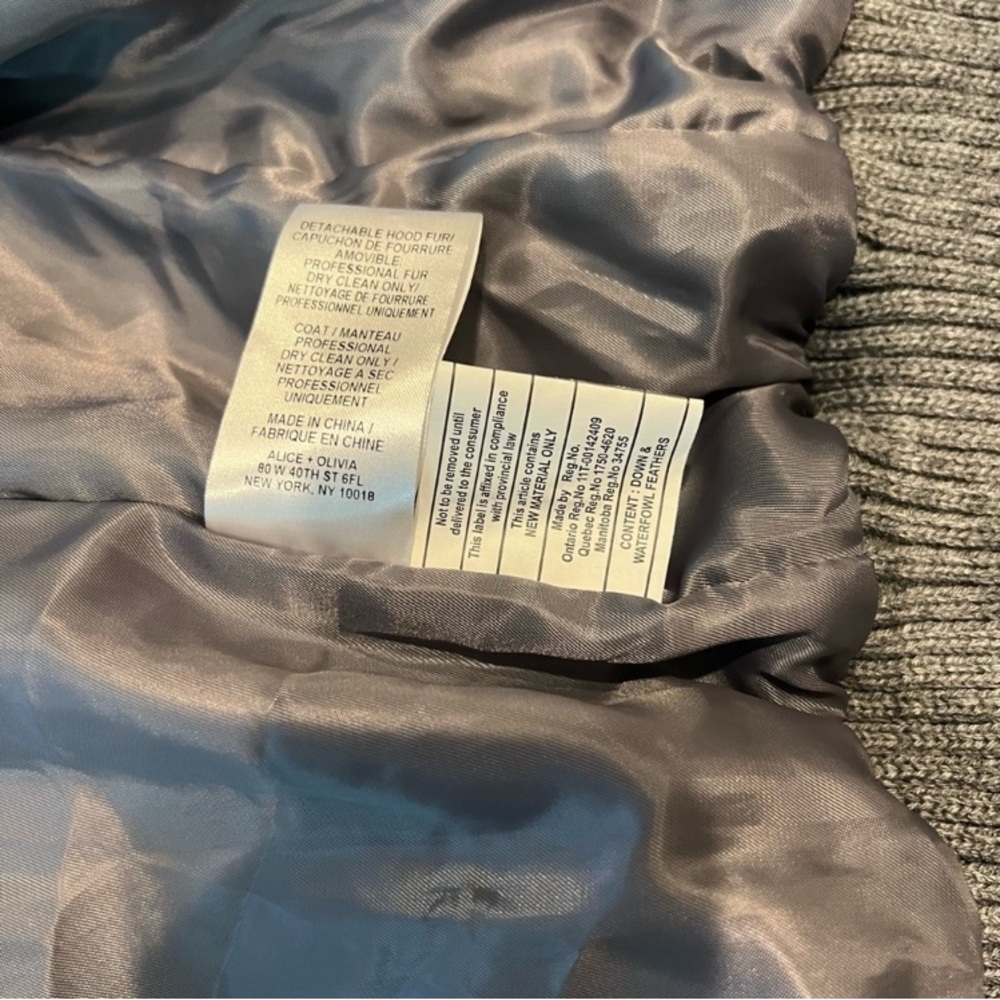 DETACHABLE HOOD FUR/
CAPUCHON DE FOURRURE
AMOVIBLE:
PROFESSIONAL FUR
DRY CLEAN ONLY/
NETTOYAGE DE FOURRURE
PROFESSIONNEL UNIQUEMENT
COAT / MANTEAU
PROFESSIONAL
DRY CLEAN ONLY /
NETTOYAGE A SEC
PROFESSIONNEL
UNIQUEMENT
MADE IN CHINA /
FABRIQUE EN CHINE
ALICE + OLIVIA
80 W 40TH ST 6FL
NEW YORK, NY 10018
Not to be removed until
delivered to the consumer
This label is affixed in compliance
with provincial law
This article contains
NEW MATERIAL ONLY
Made by Reg.No.
Ontario Reg.No 11T-00142409
Quebec Reg.No 1750-4620
Manitoba Reg.No 34755
CONTENT : DOWN &
WATERFOWL FEATHERS